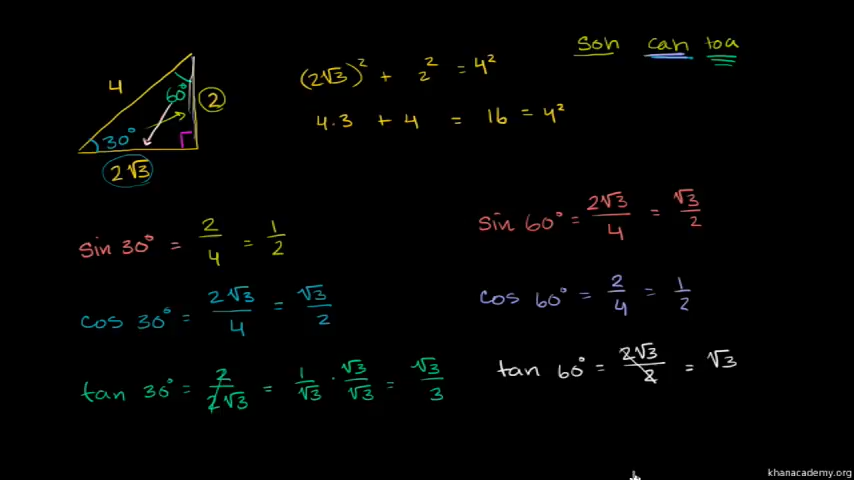 soh cah toa
4
60°
2
30°
2√3
(2√3)² + 2² = 4²
4·3 + 4 = 16 = 4²
sin 30° = 2/4 = 1/2
cos 30° = 2√3/4 = √3/2
tan 30° = 2/2√3 = 1/√3 · √3/√3 = √3/3
sin 60° = 2√3/4 = √3/2
cos 60° = 2/4 = 1/2
tan 60° = 2√3/2 = √3
khanacademy.org